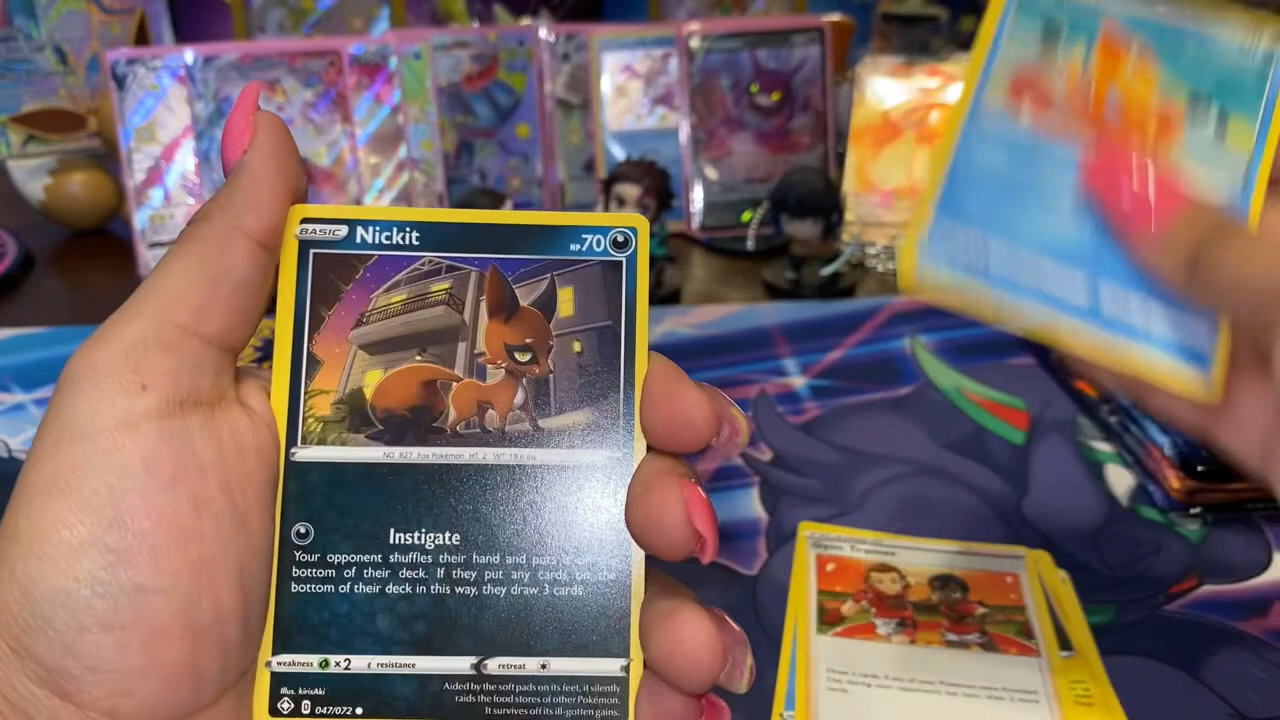 BASIC Nickit HP 70
NO. 827 Fox Pokémon HT. 2' WT. 19.6 lbs.
Instigate
Your opponent shuffles their hand and puts it on the
bottom of their deck. If they put any cards on the
bottom of their deck in this way, they draw 3 cards.
weakness ×2 resistance retreat
Illus. kirisAki
Aided by the soft pads on its feet, it silently
raids the food stores of other Pokémon.
It survives off its ill-gotten gains.
D 047/072
Gym Trainer